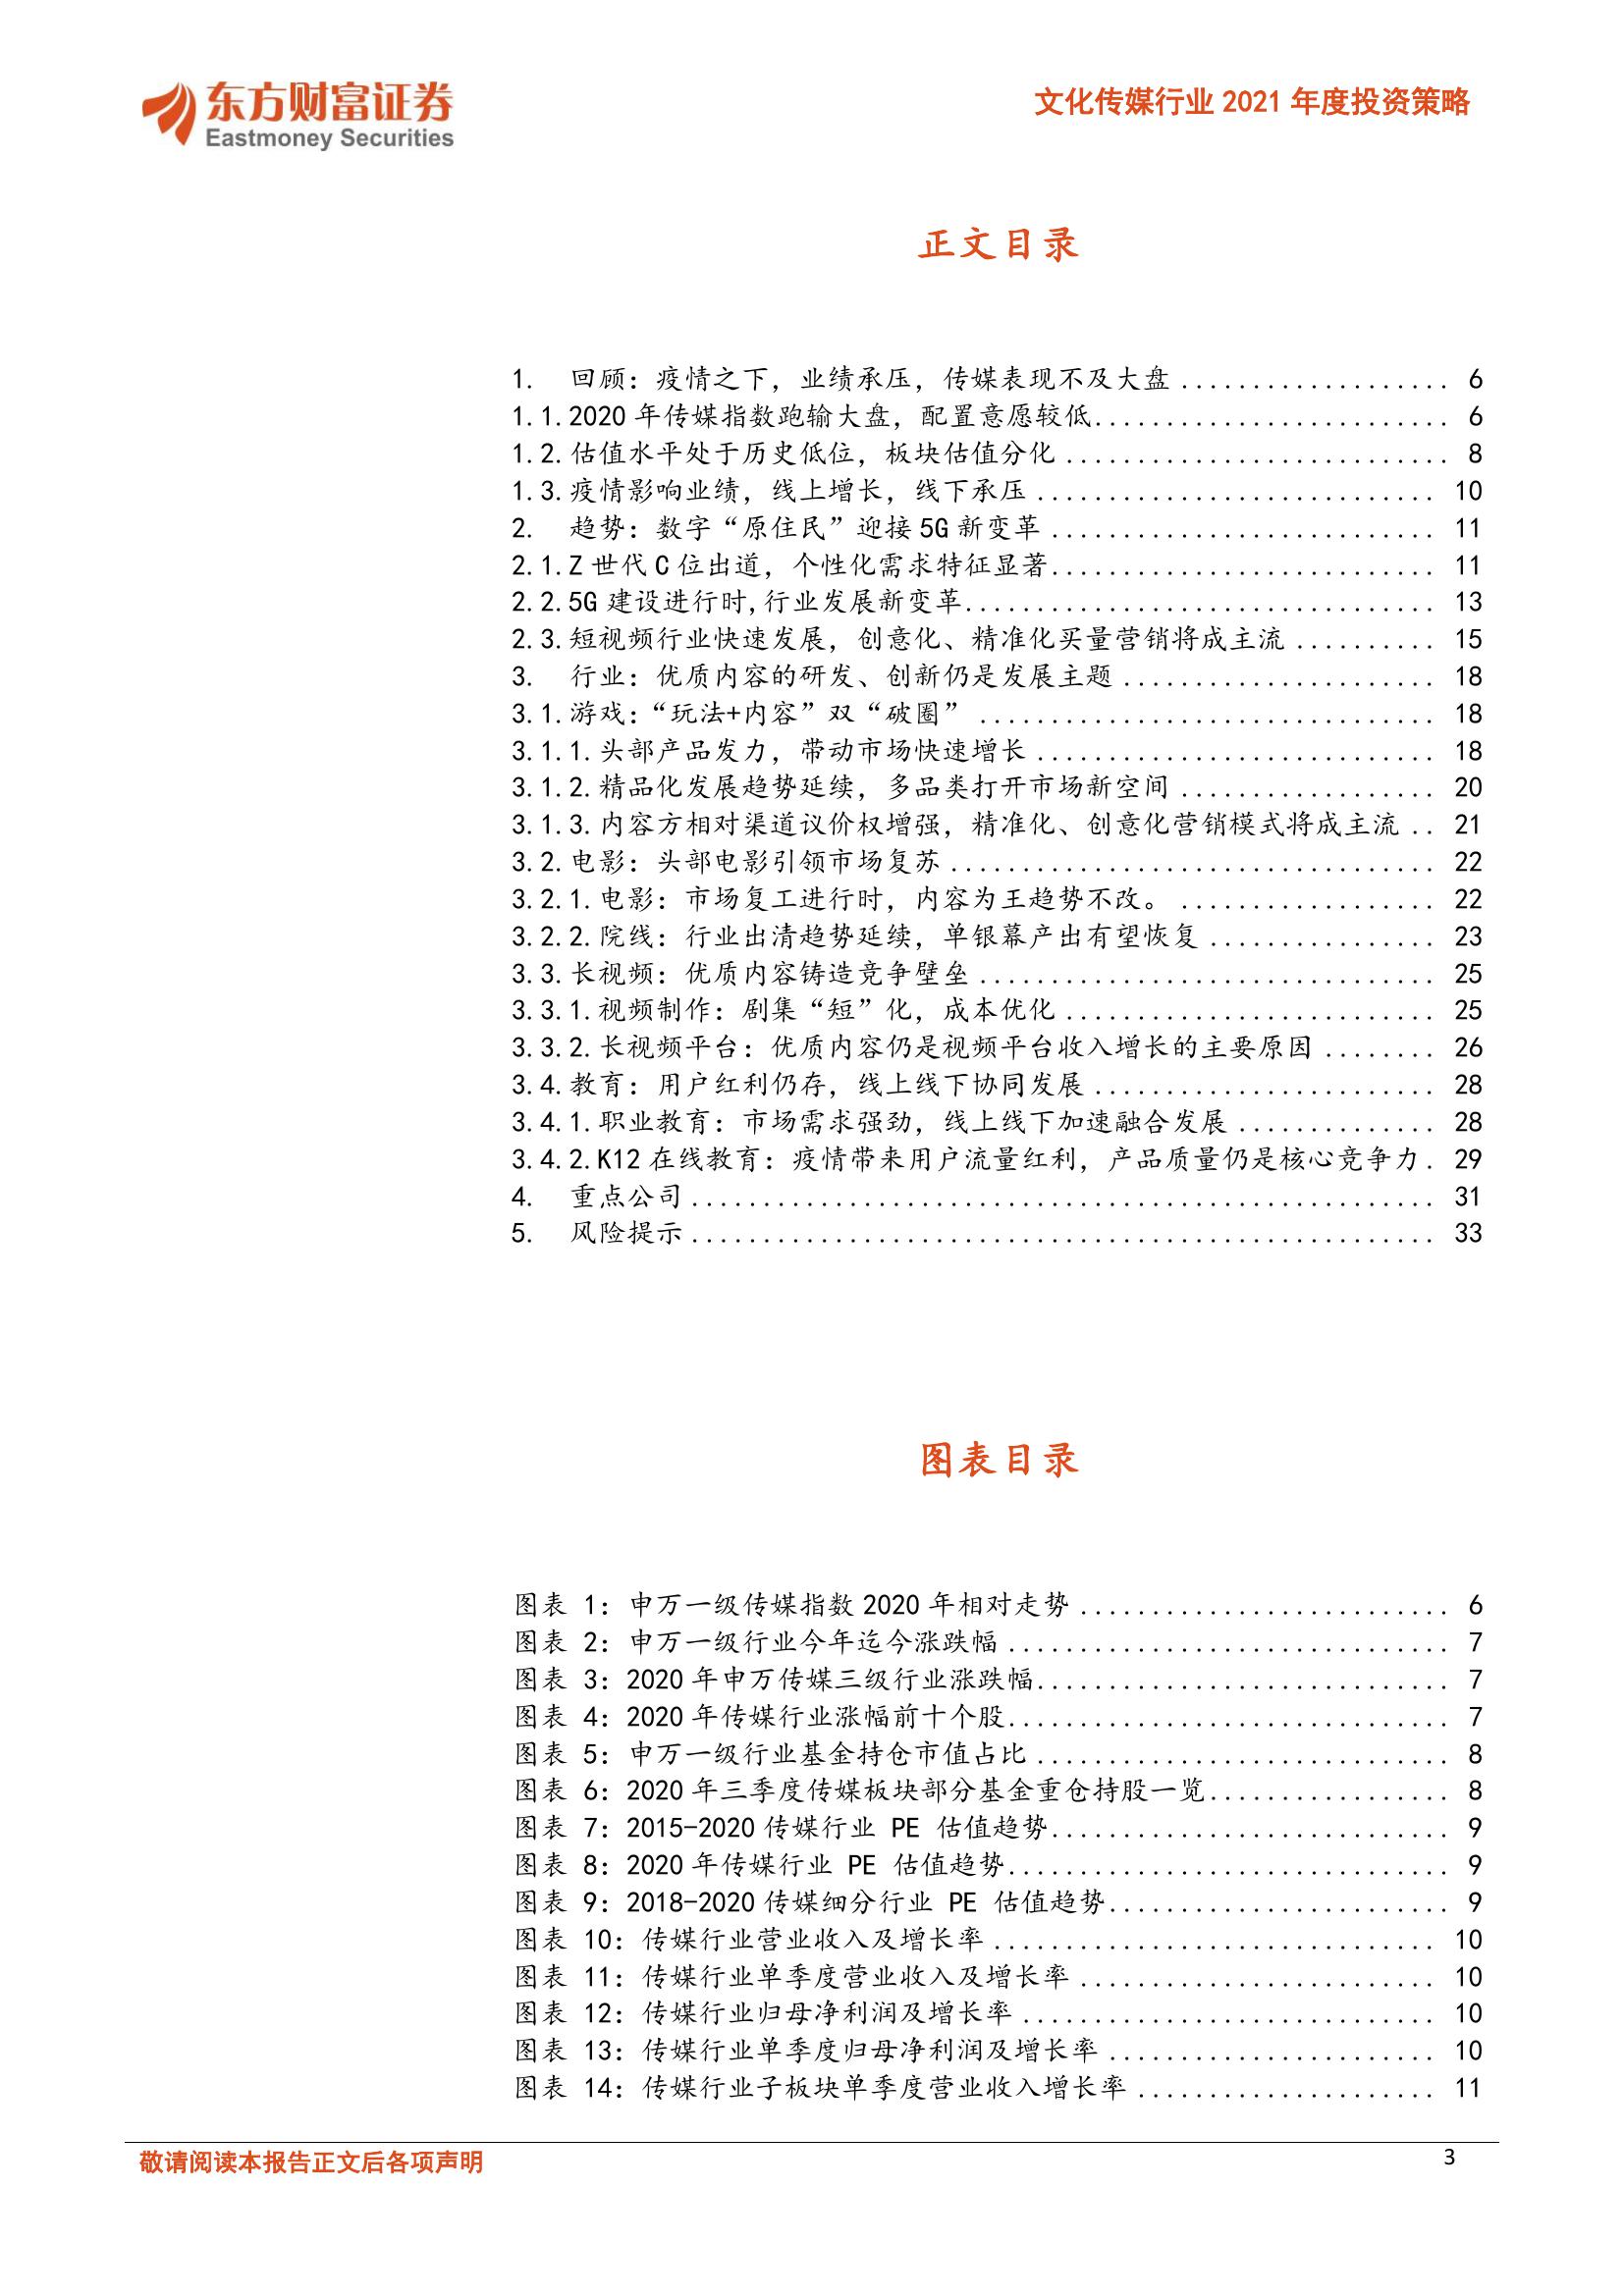 东方财富证券
Eastmoney Securities
文化传媒行业 2021 年度投资策略
正文目录
1. 回顾：疫情之下，业绩承压，传媒表现不及大盘 ................... 6
1.1.2020 年传媒指数跑输大盘，配置意愿较低......................... 6
1.2.估值水平处于历史低位，板块估值分化 ........................... 8
1.3.疫情影响业绩，线上增长，线下承压 ............................ 10
2. 趋势：数字“原住民”迎接 5G 新变革 ........................... 11
2.1.Z 世代 C 位出道，个性化需求特征显著........................... 11
2.2.5G 建设进行时,行业发展新变革................................. 13
2.3.短视频行业快速发展，创意化、精准化买量营销将成主流 .......... 15
3. 行业：优质内容的研发、创新仍是发展主题 ...................... 18
3.1.游戏：“玩法+内容”双“破圈” ................................ 18
3.1.1.头部产品发力，带动市场快速增长 ............................ 18
3.1.2.精品化发展趋势延续，多品类打开市场新空间 .................. 20
3.1.3.内容方相对渠道议价权增强，精准化、创意化营销模式将成主流 .. 21
3.2.电影：头部电影引领市场复苏 .................................. 22
3.2.1.电影：市场复工进行时，内容为王趋势不改。 .................. 22
3.2.2.院线：行业出清趋势延续，单银幕产出有望恢复 ................ 23
3.3.长视频：优质内容铸造竞争壁垒 ................................ 25
3.3.1.视频制作：剧集“短”化，成本优化 .......................... 25
3.3.2.长视频平台：优质内容仍是视频平台收入增长的主要原因 ........ 26
3.4.教育：用户红利仍存，线上线下协同发展 ........................ 28
3.4.1.职业教育：市场需求强劲，线上线下加速融合发展 .............. 28
3.4.2.K12 在线教育：疫情带来用户流量红利，产品质量仍是核心竞争力. 29
4. 重点公司.................................................... 31
5. 风险提示.................................................... 33
图表目录
图表 1：申万一级传媒指数 2020 年相对走势 .......................... 6
图表 2：申万一级行业今年迄今涨跌幅 ............................... 7
图表 3：2020 年申万传媒三级行业涨跌幅............................. 7
图表 4：2020 年传媒行业涨幅前十个股............................... 7
图表 5：申万一级行业基金持仓市值占比 ............................. 8
图表 6：2020 年三季度传媒板块部分基金重仓持股一览................. 8
图表 7：2015-2020 传媒行业 PE 估值趋势............................ 9
图表 8：2020 年传媒行业 PE 估值趋势............................... 9
图表 9：2018-2020 传媒细分行业 PE 估值趋势........................ 9
图表 10：传媒行业营业收入及增长率 ............................... 10
图表 11：传媒行业单季度营业收入及增长率 ......................... 10
图表 12：传媒行业归母净利润及增长率 ............................. 10
图表 13：传媒行业单季度归母净利润及增长率 ....................... 10
图表 14：传媒行业子板块单季度营业收入增长率 ..................... 11
敬请阅读本报告正文后各项声明
3